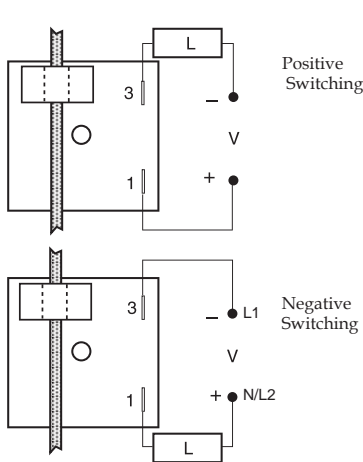 L
Positive
Switching
3
–
V
1
+
Negative
Switching
3
– L1
V
1
+ N/L2
L